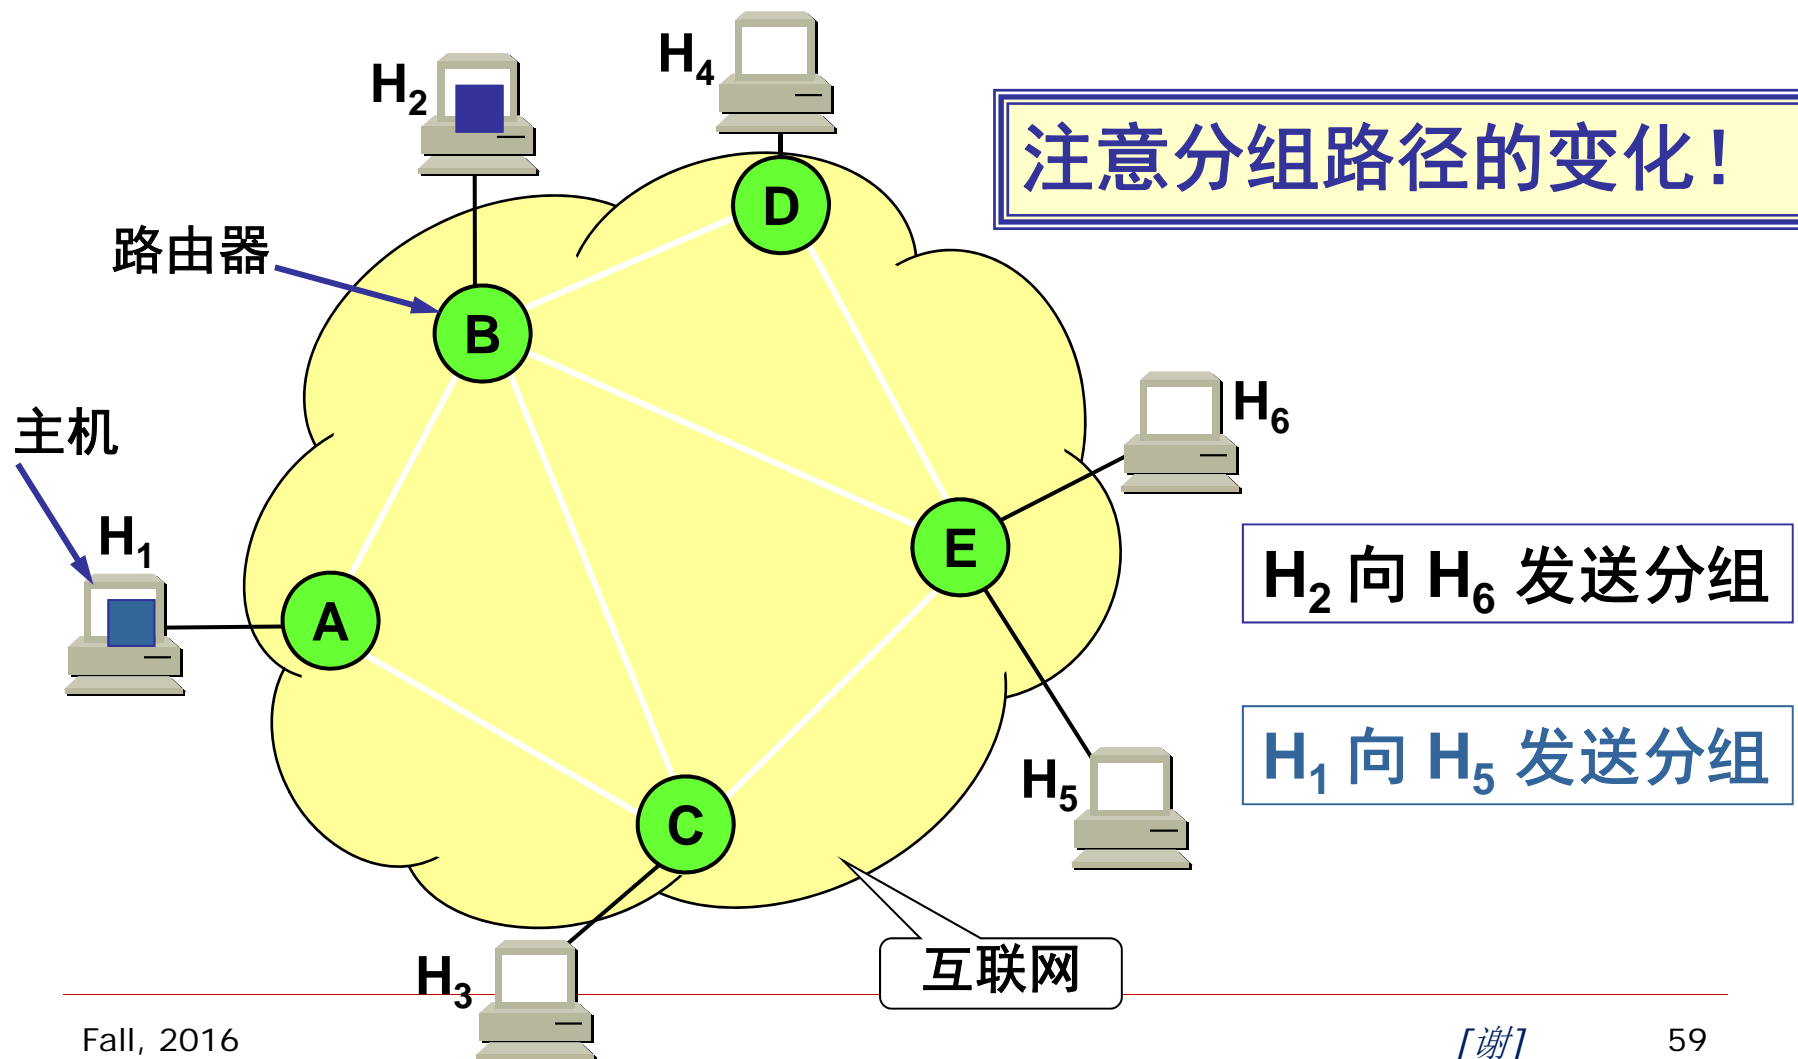 H₄
H₂
注意分组路径的变化！
D
路由器
B
H₆
主机
H₁
E
H₂ 向 H₆ 发送分组
A
H₁ 向 H₅ 发送分组
H₅
C
互联网
H₃
Fall, 2016
[谢]
59